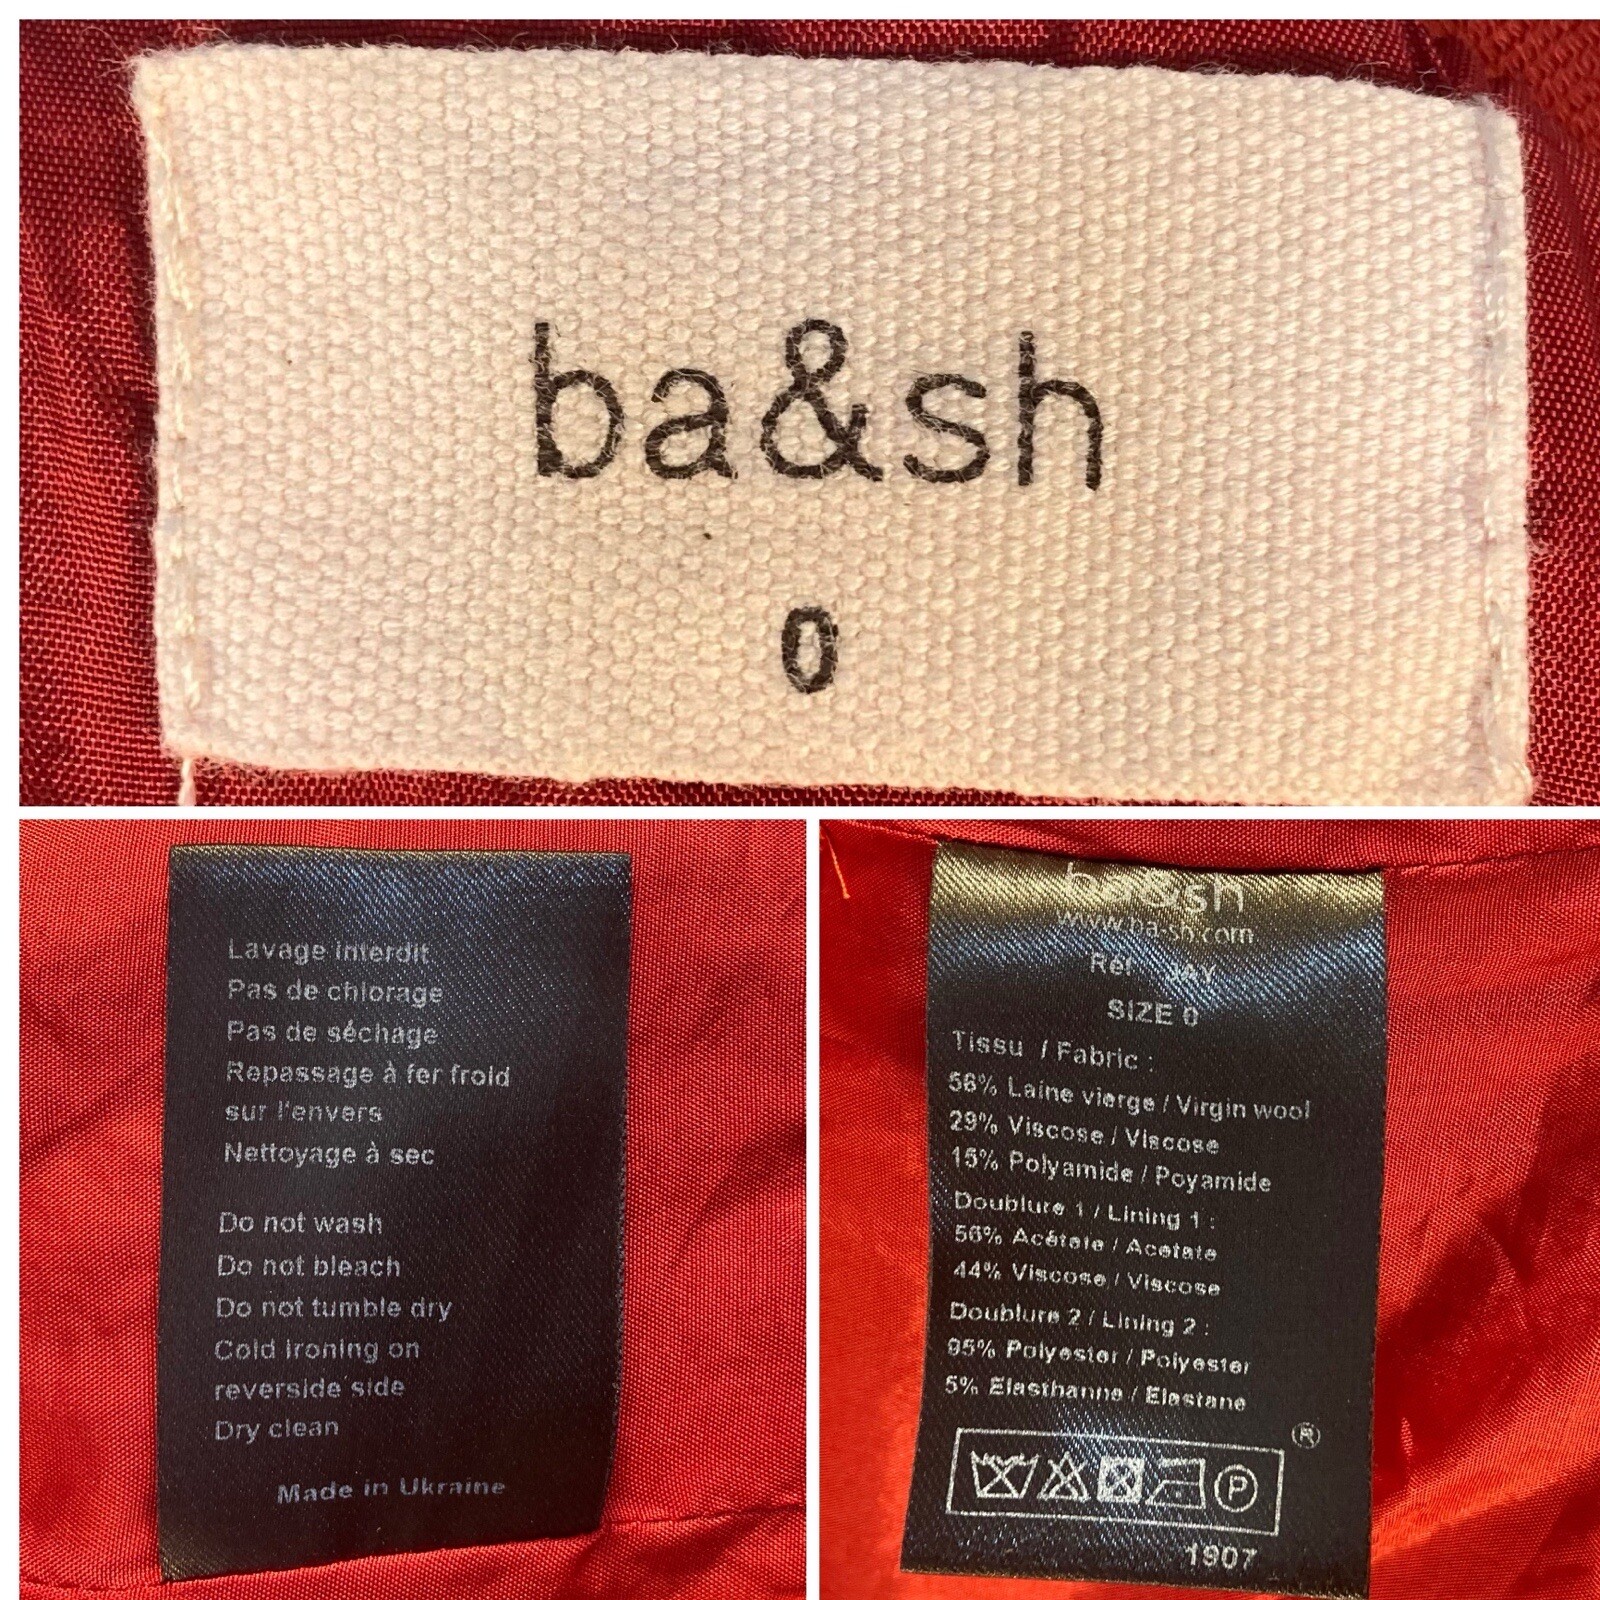 ba&sh
0
Lavage interdit
Pas de chlorage
Pas de séchage
Repassage à fer froid
sur l'envers
Nettoyage à sec
Do not wash
Do not bleach
Do not tumble dry
Cold ironing on
reverside side
Dry clean
Made in Ukraine
ba&sh
www.ba-sh.com
Ref JAY
SIZE 0
Tissu / Fabric :
56% Laine vierge / Virgin wool
29% Viscose / Viscose
15% Polyamide / Poyamide
Doublure 1 / Lining 1 :
56% Acétate / Acetate
44% Viscose / Viscose
Doublure 2 / Lining 2 :
95% Polyester / Polyester
5% Elasthanne / Elastane
®
P
1907